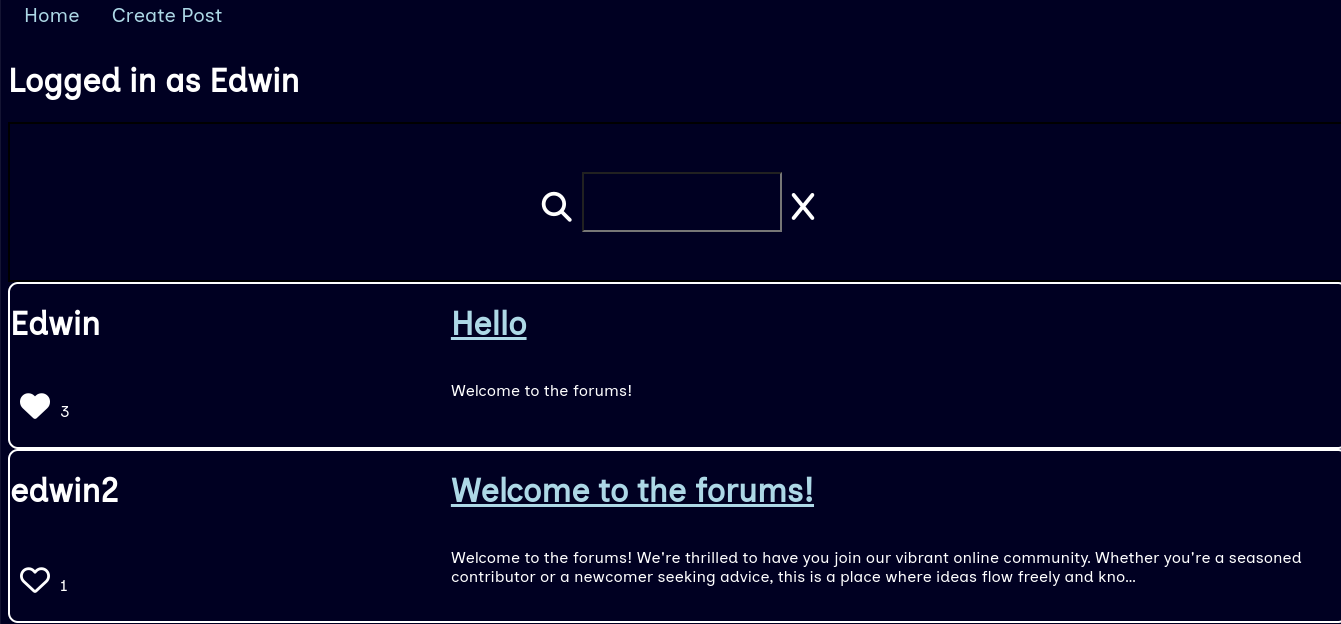 Home Create Post
Logged in as Edwin
Edwin
Hello
Welcome to the forums!
3
edwin2
Welcome to the forums!
Welcome to the forums! We're thrilled to have you join our vibrant online community. Whether you're a seasoned
contributor or a newcomer seeking advice, this is a place where ideas flow freely and kno...
1